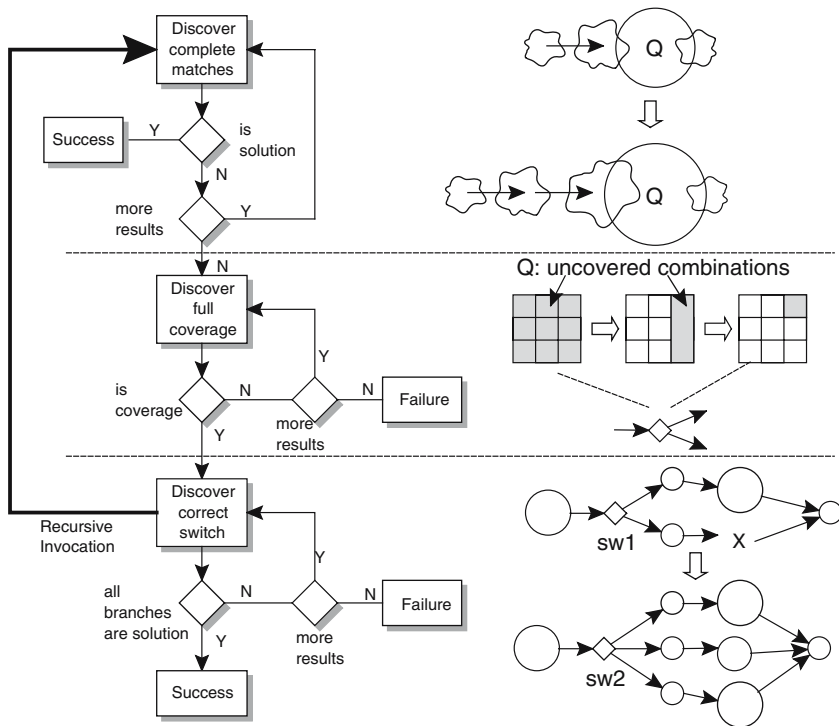 Discover
complete
matches
Q
Success
Y
is
solution
N
more
results
Y
Q
N
Discover
full
coverage
Q: uncovered combinations
Y
is
coverage
N
N
Failure
more
results
Y
Discover
correct
switch
Recursive
Invocation
sw1
X
Y
all
branches
are solution
N
N
Failure
more
results
Y
sw2
Success